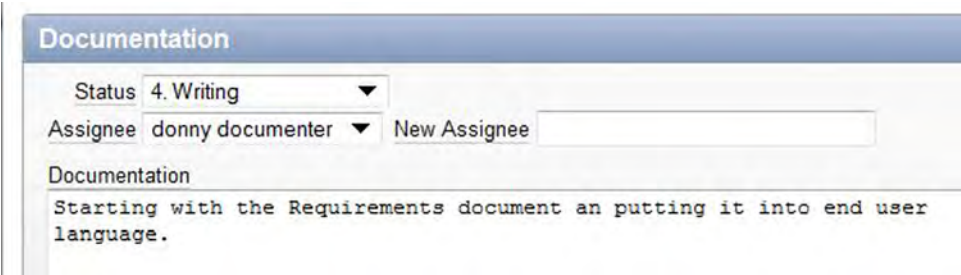 Documentation
Status 4. Writing
Assignee donny documenter New Assignee
Documentation
Starting with the Requirements document an putting it into end user
language.